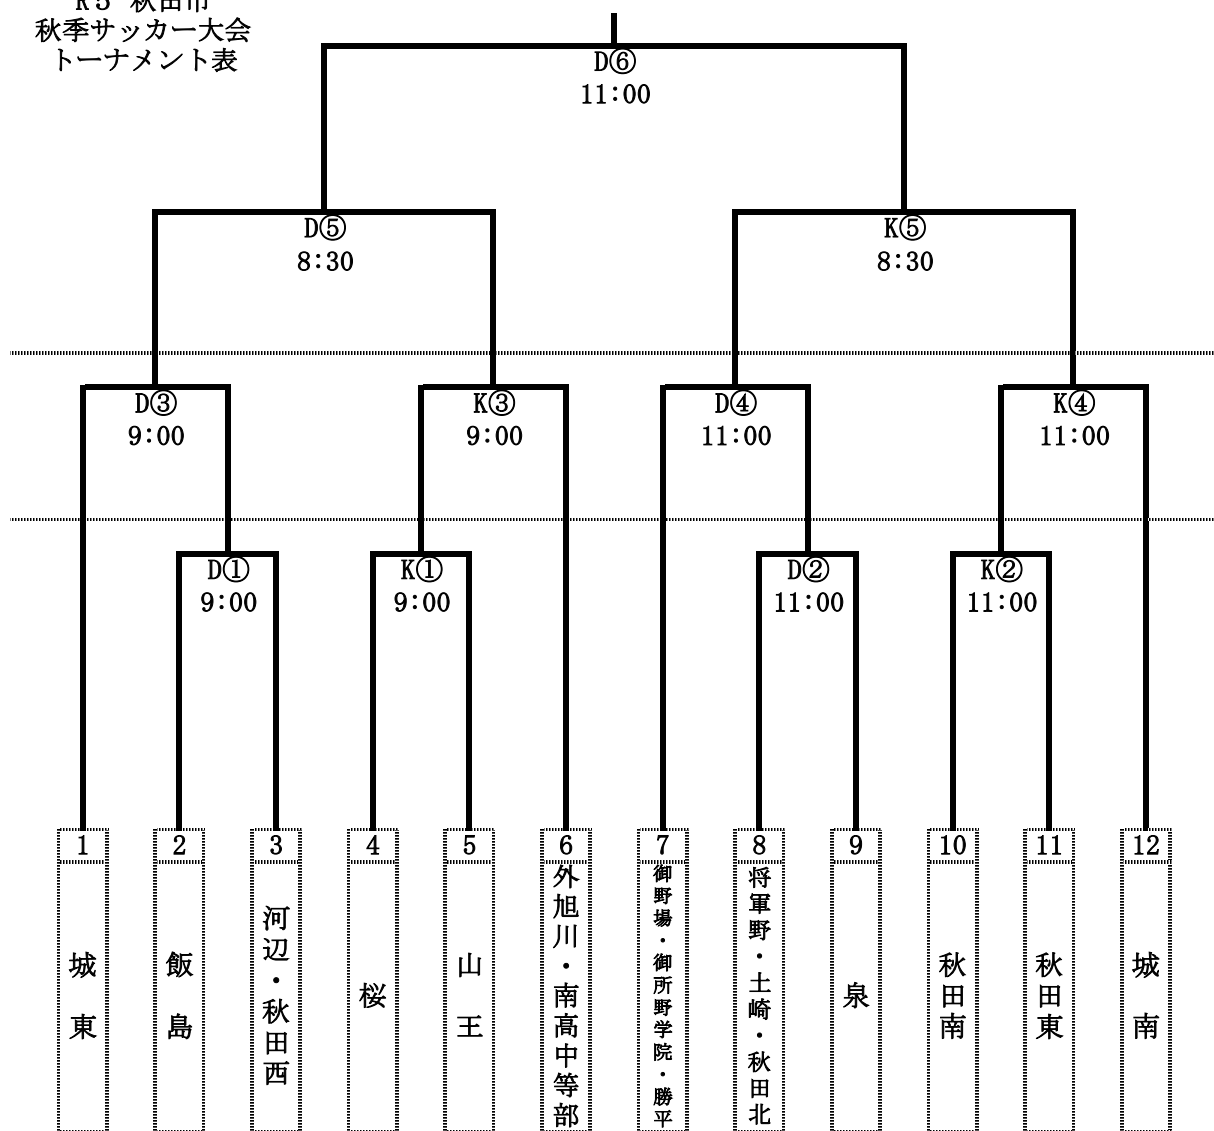 R5 秋田市
秋季サッカー大会
トーナメント表
D⑥
11:00
D⑤
8:30
K⑤
8:30
D③
9:00
K③
9:00
D④
11:00
K④
11:00
D①
9:00
K①
9:00
D②
11:00
K②
11:00
1
城東
2
飯島
3
河辺・秋田西
4
桜
5
山王
6
外旭川・南高中等部
7
御野場・御所野学院・勝平
8
将軍野・土崎・秋田北
9
泉
10
秋田南
11
秋田東
12
城南